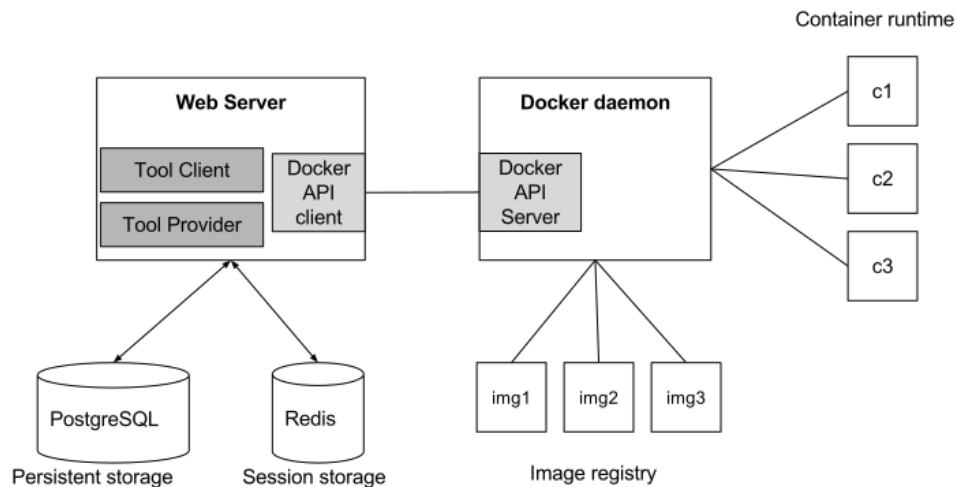 Container runtime
Web Server
Tool Client
Tool Provider
Docker
API
client
Docker daemon
Docker
API
Server
c1
c2
c3
PostgreSQL
Persistent storage
Redis
Session storage
img1
img2
img3
Image registry